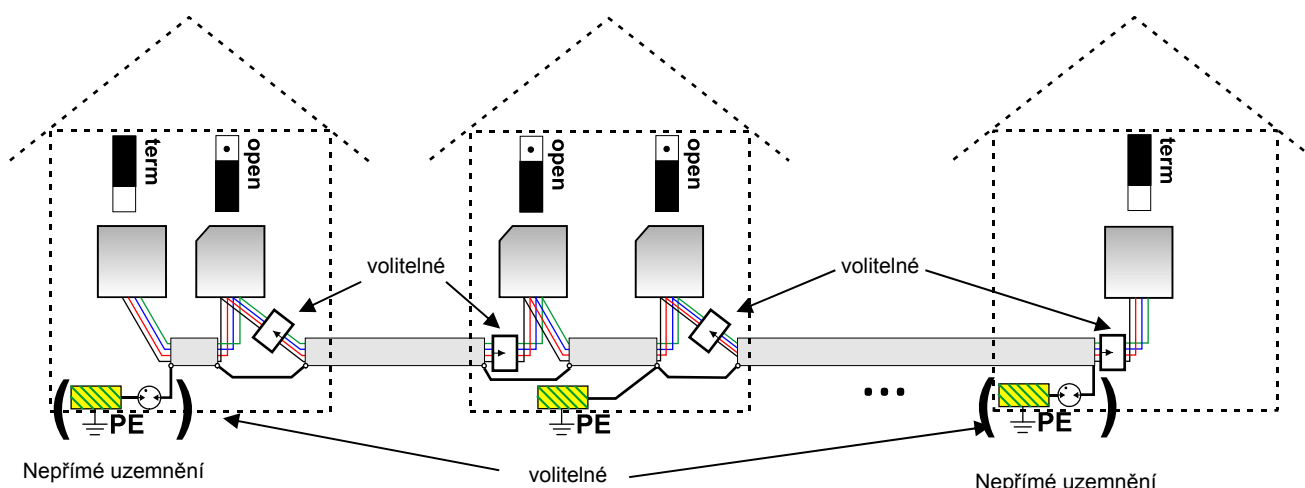 term
open
open
open
term
volitelné
volitelné
PE
PE
PE
Nepřímé uzemnění
volitelné
Nepřímé uzemnění